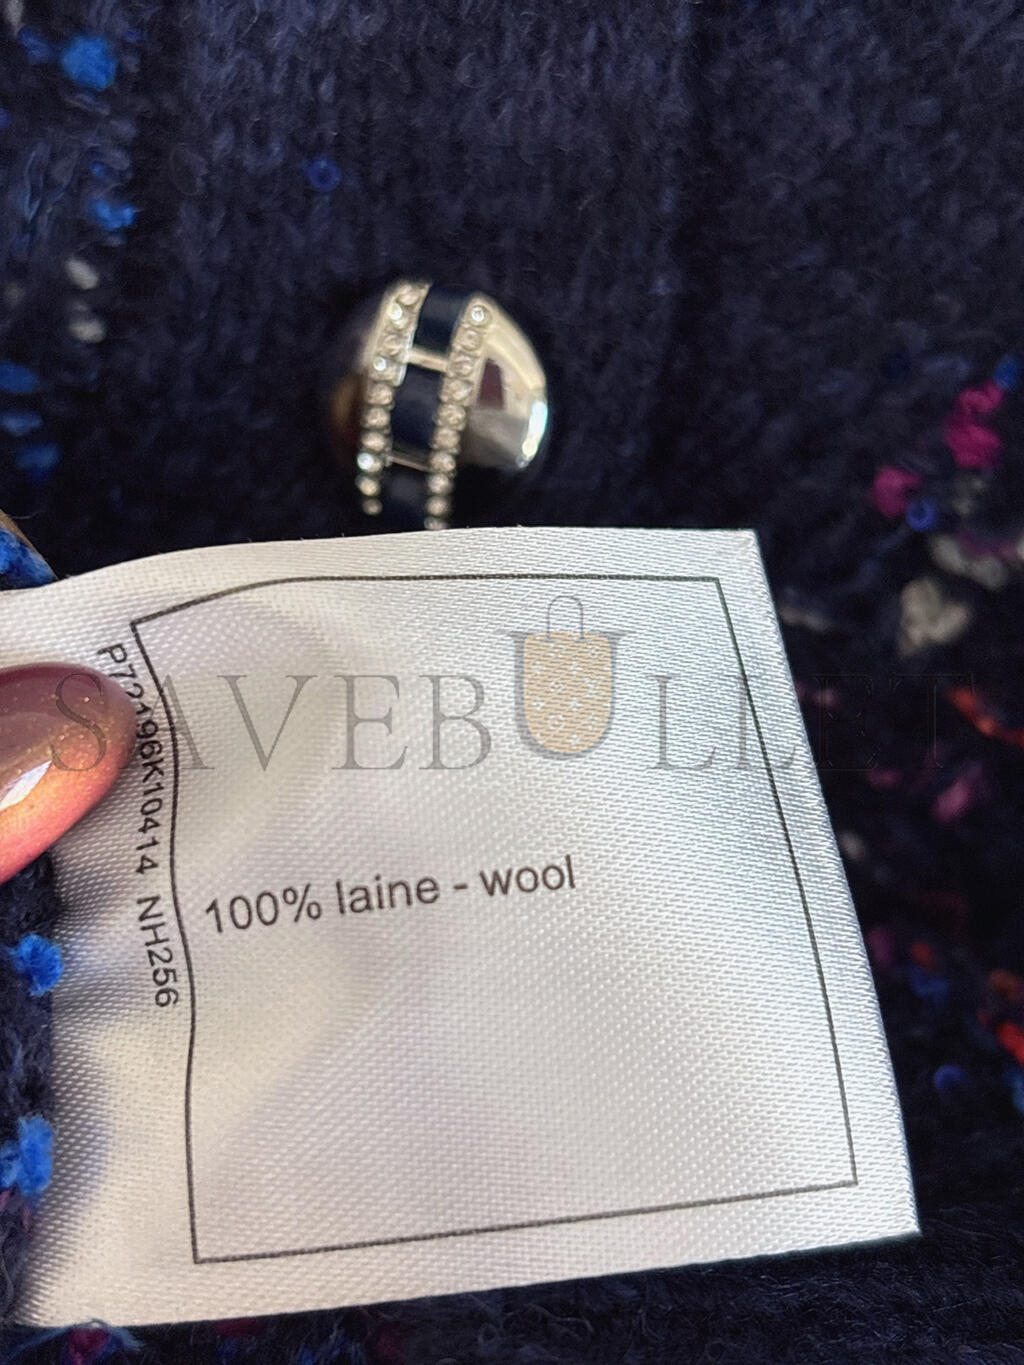 SAVEBULLET
P72196K10414 NH256
100% laine - wool